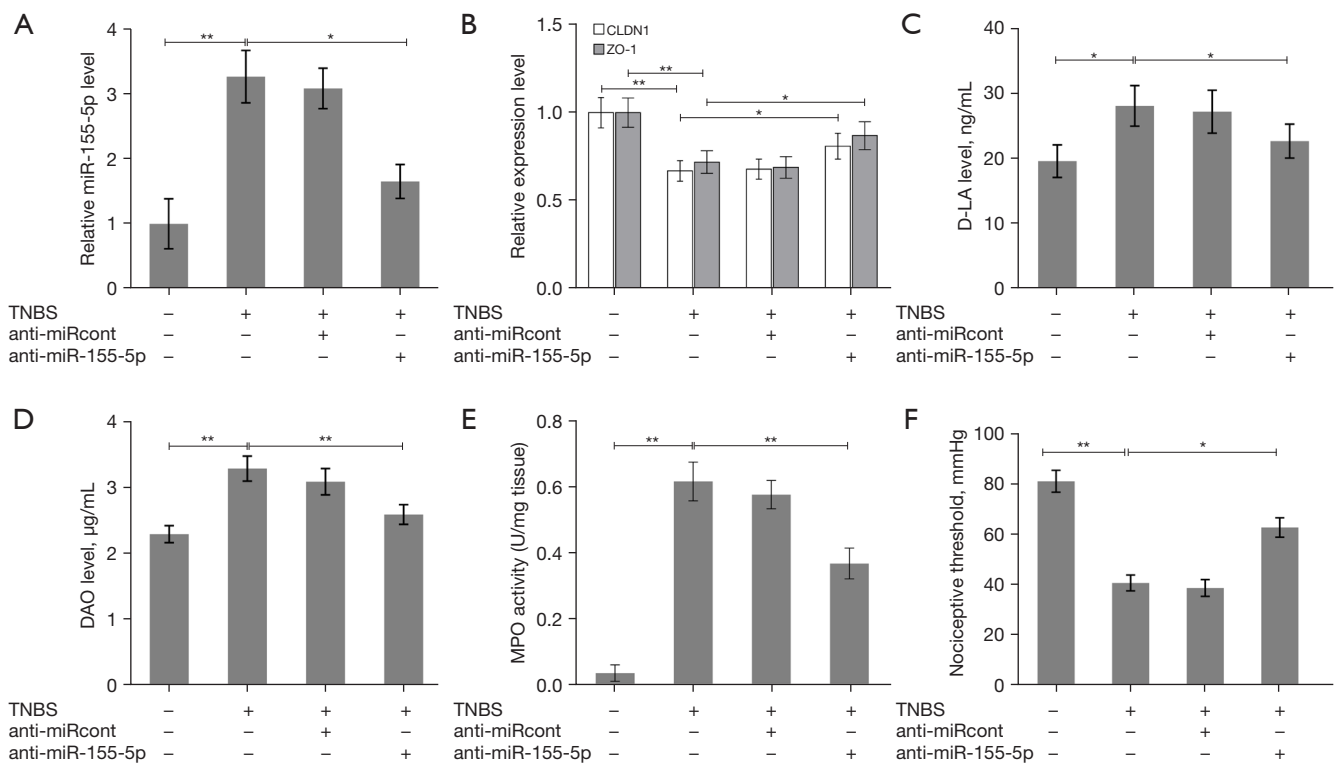 A
Relative miR-155-5p level
4
3
2
1
0
** *
TNBS – + + +
anti-miRcont – – + –
anti-miR-155-5p – – – +
B
Relative expression level
1.5
1.0
0.5
0.0
CLDN1
ZO-1
**
**
*
*
TNBS – + + +
anti-miRcont – – + –
anti-miR-155-5p – – – +
C
D-LA level, ng/mL
40
30
20
10
0
* *
TNBS – + + +
anti-miRcont – – + –
anti-miR-155-5p – – – +
D
DAO level, µg/mL
4
3
2
1
0
** **
TNBS – + + +
anti-miRcont – – + –
anti-miR-155-5p – – – +
E
MPO activity (U/mg tissue)
0.8
0.6
0.4
0.2
0.0
** **
TNBS – + + +
anti-miRcont – – + –
anti-miR-155-5p – – – +
F
Nociceptive threshold, mmHg
100
80
60
40
20
0
** *
TNBS – + + +
anti-miRcont – – + –
anti-miR-155-5p – – – +